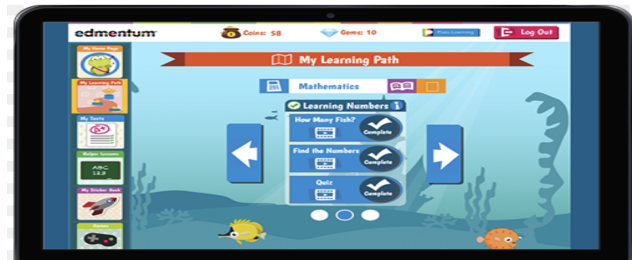 edmentum
Coins: 58
Gems: 10
Log Out
My Home Page
My Learning Path
My Tests
Helper Lessons
ABC
123
My Sticker Book
Games
My Learning Path
Mathematics
Learning Numbers i
How Many Fish?
Complete
Find the Numbers
Complete
Quiz
Complete